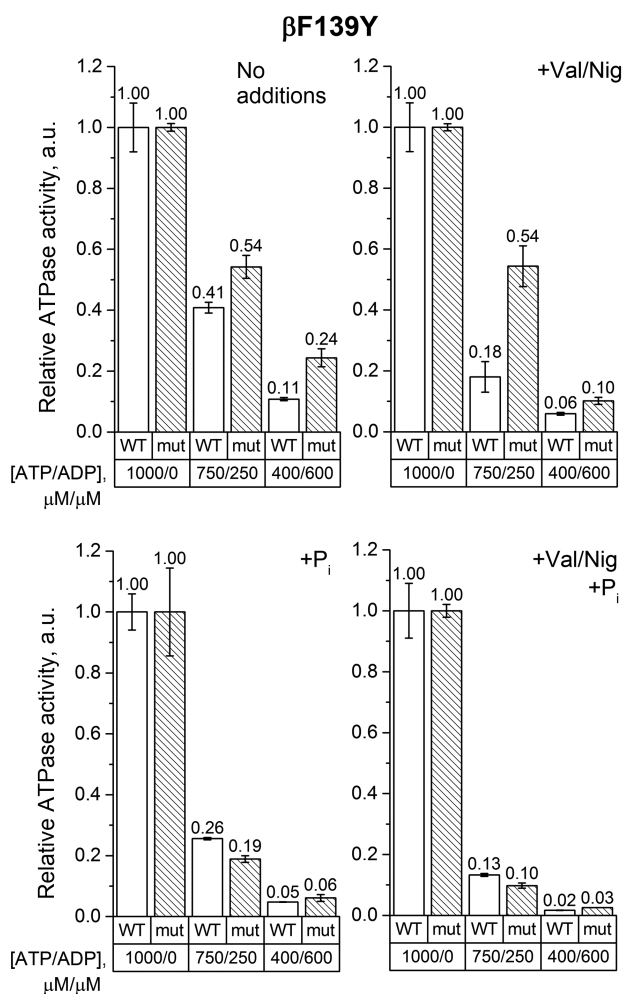 βF139Y
No
additions
Relative ATPase activity, a.u.
1.2
1.0
0.8
0.6
0.4
0.2
0.0
1.00
1.00
0.41
0.54
0.11
0.24
WT mut WT mut WT mut
[ATP/ADP], 1000/0 750/250 400/600
μM/μM
+Val/Nig
1.2
1.0
0.8
0.6
0.4
0.2
0.0
1.00
1.00
0.18
0.54
0.06
0.10
WT mut WT mut WT mut
1000/0 750/250 400/600
+Pi
Relative ATPase activity, a.u.
1.2
1.0
0.8
0.6
0.4
0.2
0.0
1.00
1.00
0.26
0.19
0.05
0.06
WT mut WT mut WT mut
[ATP/ADP], 1000/0 750/250 400/600
μM/μM
+Val/Nig
+Pi
1.2
1.0
0.8
0.6
0.4
0.2
0.0
1.00
1.00
0.13
0.10
0.02
0.03
WT mut WT mut WT mut
1000/0 750/250 400/600